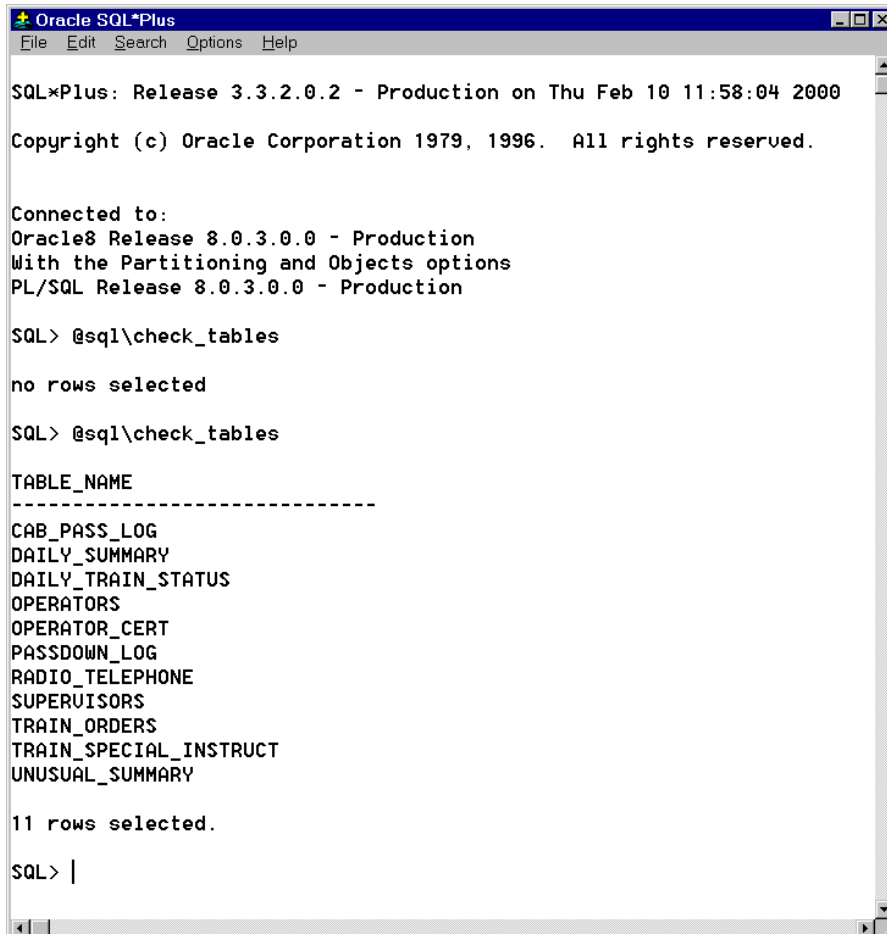 Oracle SQL*Plus
File Edit Search Options Help
SQL*Plus: Release 3.3.2.0.2 - Production on Thu Feb 10 11:58:04 2000
Copyright (c) Oracle Corporation 1979, 1996.  All rights reserved.
Connected to:
Oracle8 Release 8.0.3.0.0 - Production
With the Partitioning and Objects options
PL/SQL Release 8.0.3.0.0 - Production
SQL> @sql\check_tables
no rows selected
SQL> @sql\check_tables
TABLE_NAME
------------------------------
CAB_PASS_LOG
DAILY_SUMMARY
DAILY_TRAIN_STATUS
OPERATORS
OPERATOR_CERT
PASSDOWN_LOG
RADIO_TELEPHONE
SUPERVISORS
TRAIN_ORDERS
TRAIN_SPECIAL_INSTRUCT
UNUSUAL_SUMMARY
11 rows selected.
SQL>